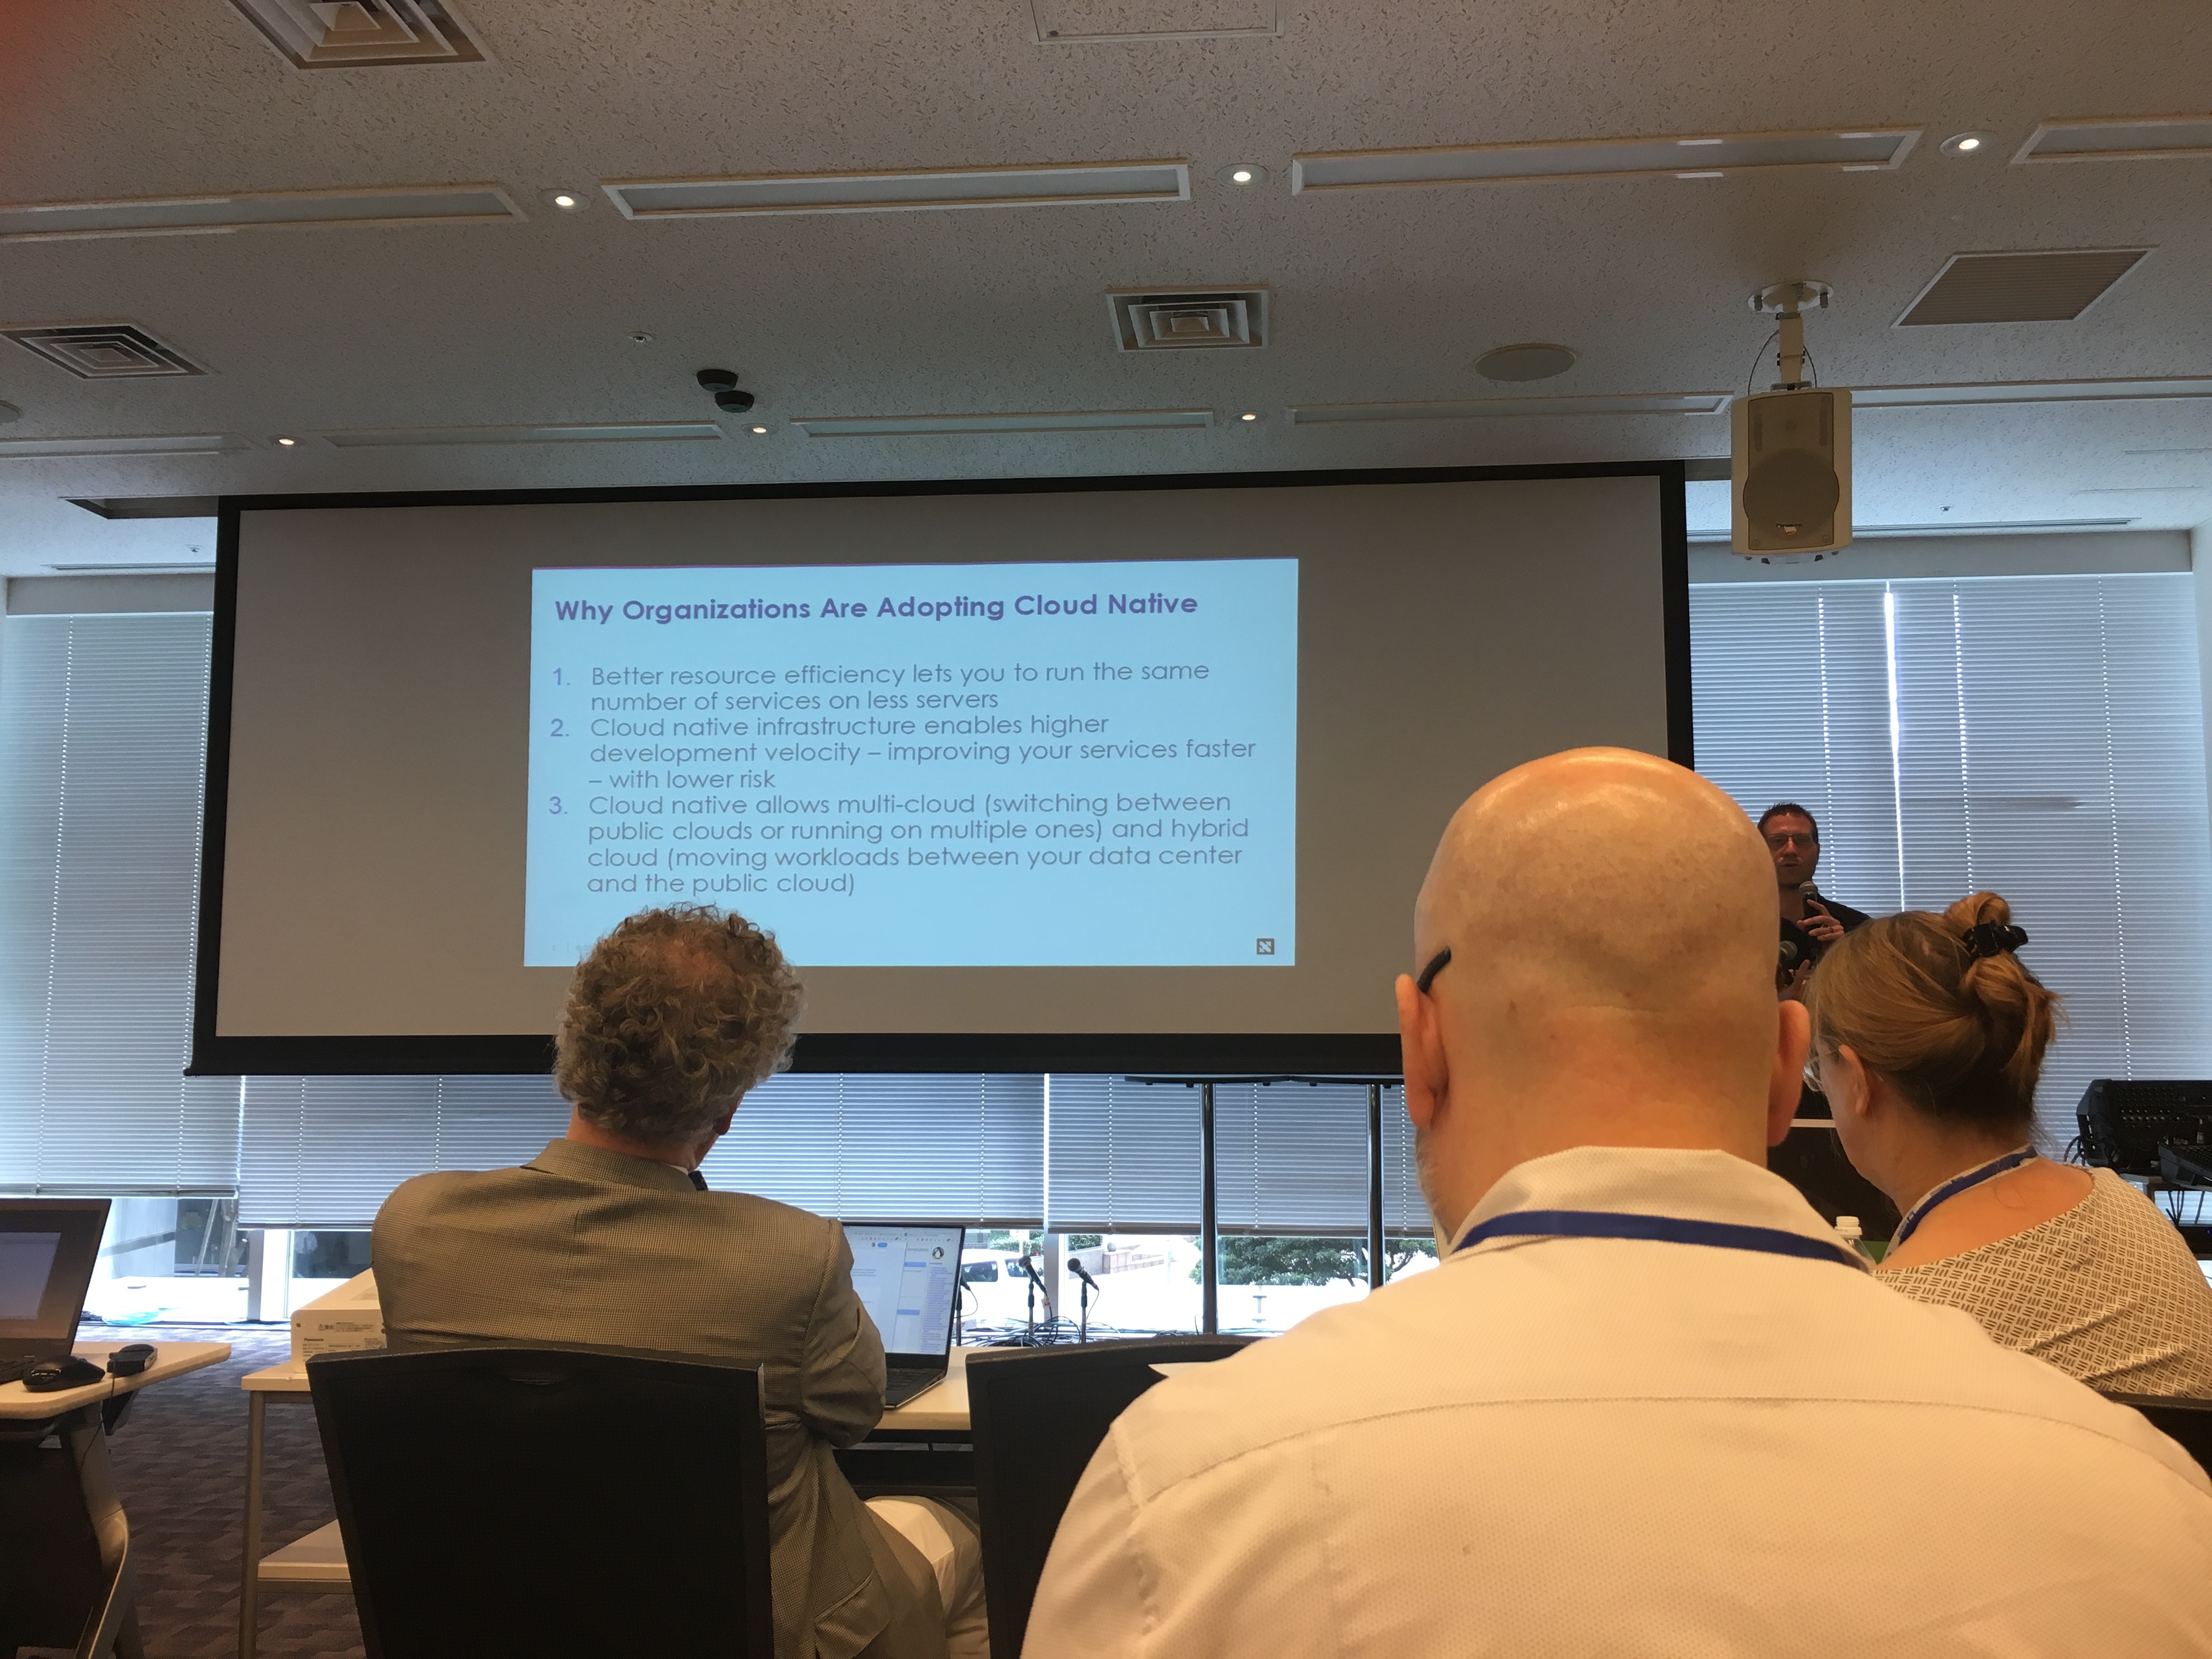 Why Organizations Are Adopting Cloud Native
1. Better resource efficiency lets you to run the same
number of services on less servers
2. Cloud native infrastructure enables higher
development velocity – improving your services faster
– with lower risk
3. Cloud native allows multi-cloud (switching between
public clouds or running on multiple ones) and hybrid
cloud (moving workloads between your data center
and the public cloud)
Panasonic